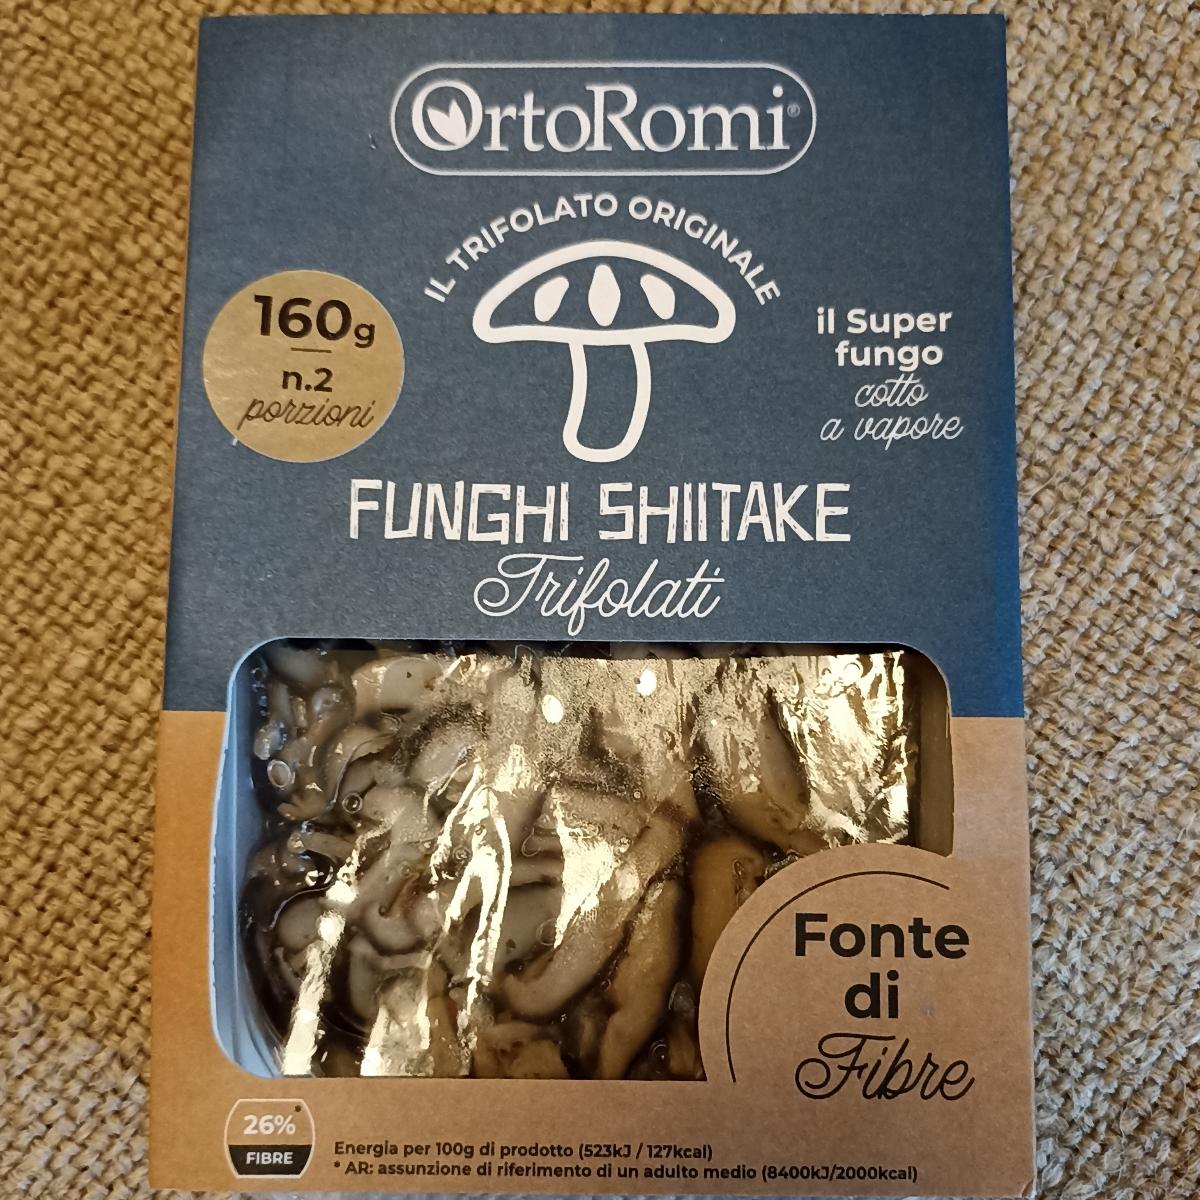 OrtoRomi®
IL TRIFOLATO ORIGINALE
160g
n.2
porzioni
il Super
fungo
cotto
a vapore
FUNGHI SHIITAKE
Trifolati
Fonte
di
Fibre
26%*
FIBRE
Energia per 100g di prodotto (523kJ / 127kcal)
* AR: assunzione di riferimento di un adulto medio (8400kJ/2000kcal)